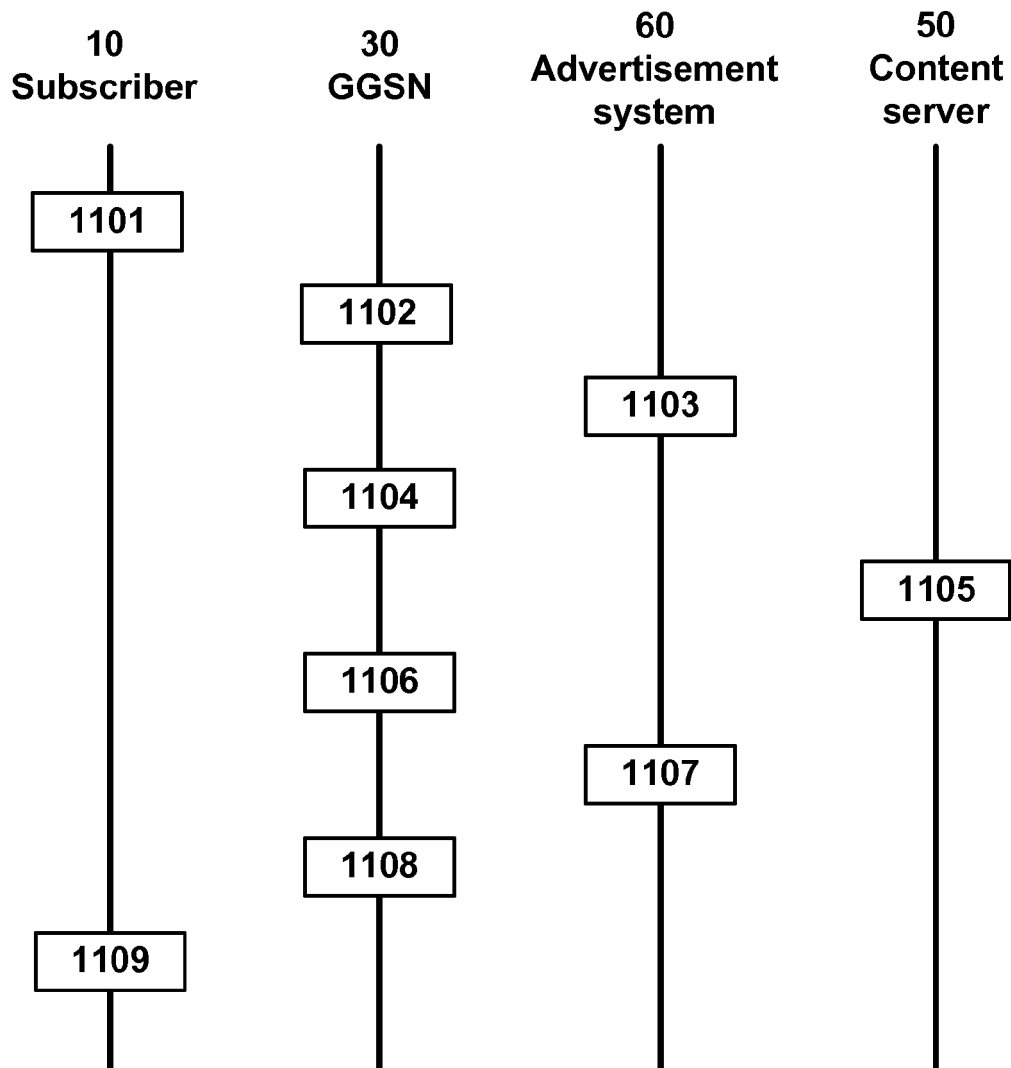 10
Subscriber
30
GGSN
60
Advertisement
system
50
Content
server
1101
1102
1103
1104
1105
1106
1107
1108
1109